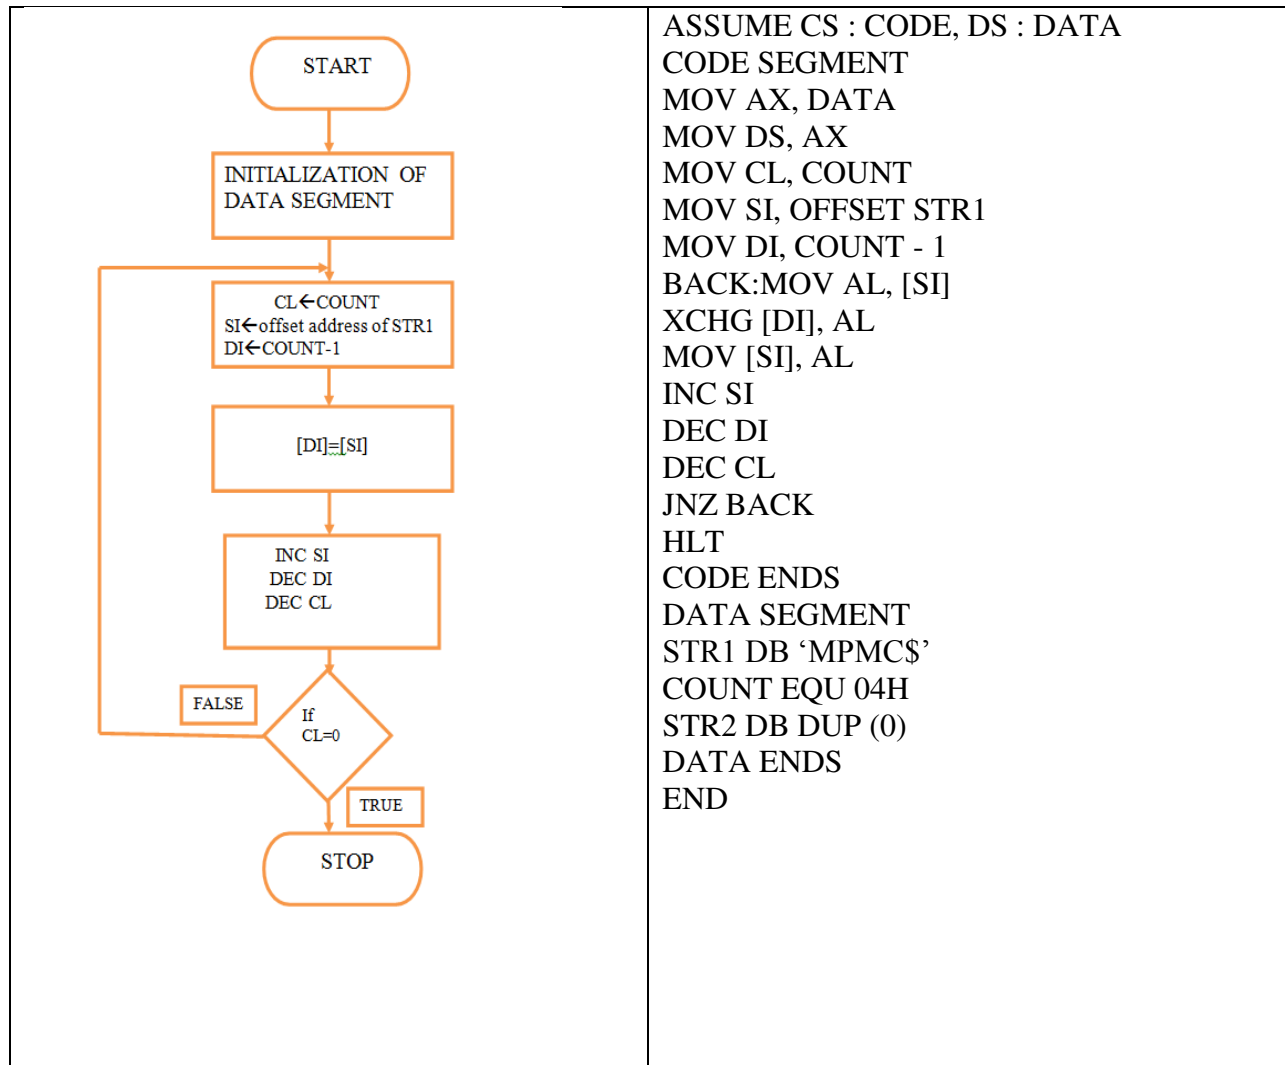 START
INITIALIZATION OF
DATA SEGMENT
CL←COUNT
SI←offset address of STR1
DI←COUNT-1
[DI]=[SI]
INC SI
DEC DI
DEC CL
FALSE
If
CL=0
TRUE
STOP
ASSUME CS : CODE, DS : DATA
CODE SEGMENT
MOV AX, DATA
MOV DS, AX
MOV CL, COUNT
MOV SI, OFFSET STR1
MOV DI, COUNT - 1
BACK:MOV AL, [SI]
XCHG [DI], AL
MOV [SI], AL
INC SI
DEC DI
DEC CL
JNZ BACK
HLT
CODE ENDS
DATA SEGMENT
STR1 DB ‘MPMC$’
COUNT EQU 04H
STR2 DB DUP (0)
DATA ENDS
END